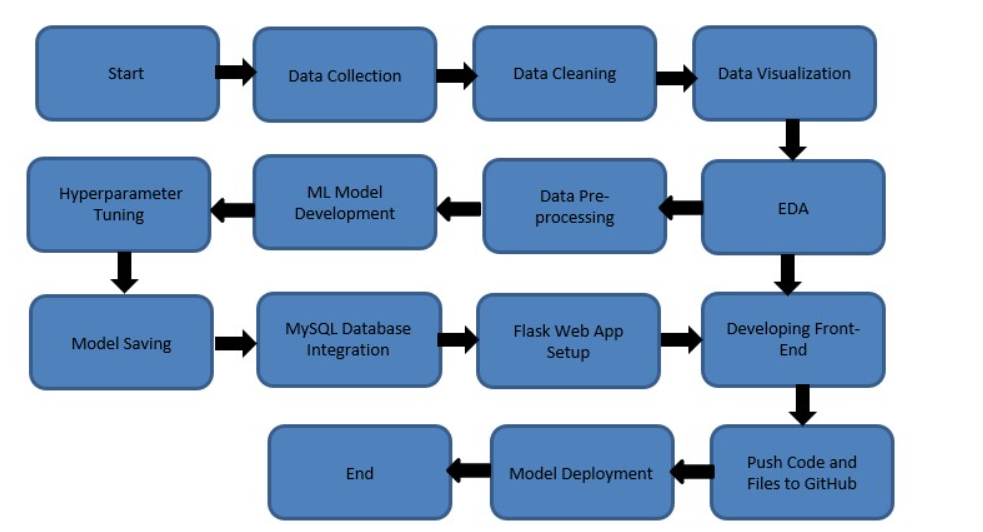 Start
Data Collection
Data Cleaning
Data Visualization
Hyperparameter
Tuning
ML Model
Development
Data Pre-
processing
EDA
Model Saving
MySQL Database
Integration
Flask Web App
Setup
Developing Front-
End
End
Model Deployment
Push Code and
Files to GitHub